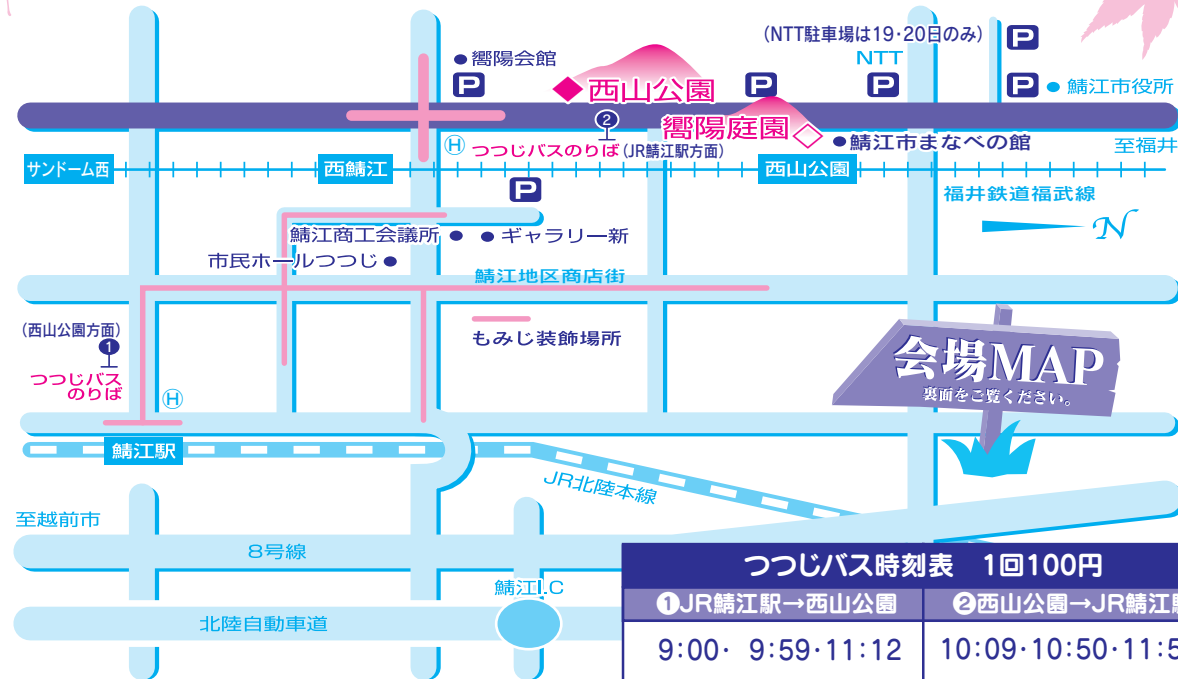 （NTT駐車場は19・20日のみ）
P
嚮陽会館
NTT
P
西山公園
P
P
P
鯖江市役所
2
嚮陽庭園
H
つつじバスのりば（JR鯖江駅方面）
鯖江市まなべの館
至福井
サンドーム西
西鯖江
西山公園
P
福井鉄道福武線
N
鯖江商工会議所
ギャラリー新
市民ホールつつじ
鯖江地区商店街
（西山公園方面）
1
もみじ装飾場所
つつじバス
のりば
H
会場MAP
裏面をご覧ください。
鯖江駅
JR北陸本線
至越前市
8号線
つつじバス時刻表 1回100円
鯖江I.C
❶JR鯖江駅→西山公園
❷西山公園→JR鯖江
北陸自動車道
9:00・ 9:59・11:12
10:09・10:50・11:5